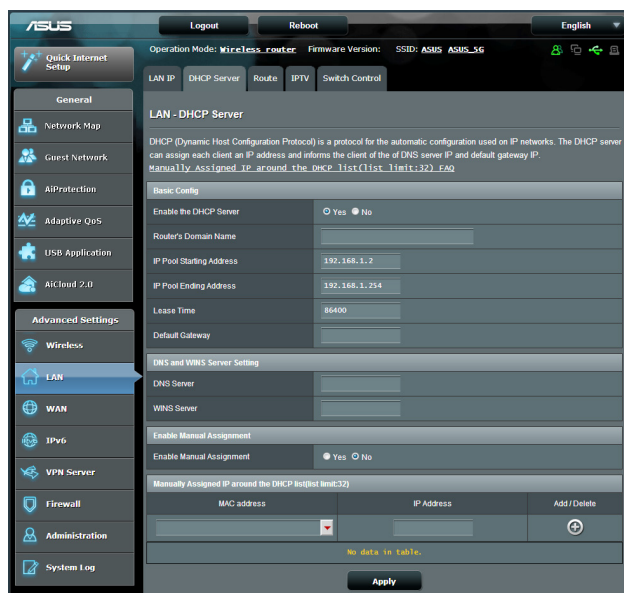 ASUS
Logout
Reboot
English
Quick Internet
Setup
Operation Mode: Wireless router Firmware Version: SSID: ASUS ASUS_5G
LAN IP
DHCP Server
Route
IPTV
Switch Control
General
Network Map
Guest Network
AiProtection
Adaptive QoS
USB Application
AiCloud 2.0
Advanced Settings
Wireless
LAN
WAN
IPv6
VPN Server
Firewall
Administration
System Log
LAN - DHCP Server
DHCP (Dynamic Host Configuration Protocol) is a protocol for the automatic configuration used on IP networks. The DHCP server
can assign each client an IP address and informs the client of the of DNS server IP and default gateway IP.
Manually Assigned IP around the DHCP list(list limit:32) FAQ
Basic Config
Enable the DHCP Server Yes No
Router's Domain Name
IP Pool Starting Address 192.168.1.2
IP Pool Ending Address 192.168.1.254
Lease Time 86400
Default Gateway
DNS and WINS Server Setting
DNS Server
WINS Server
Enable Manual Assignment
Enable Manual Assignment Yes No
Manually Assigned IP around the DHCP list(list limit:32)
MAC address IP Address Add / Delete
No data in table.
Apply